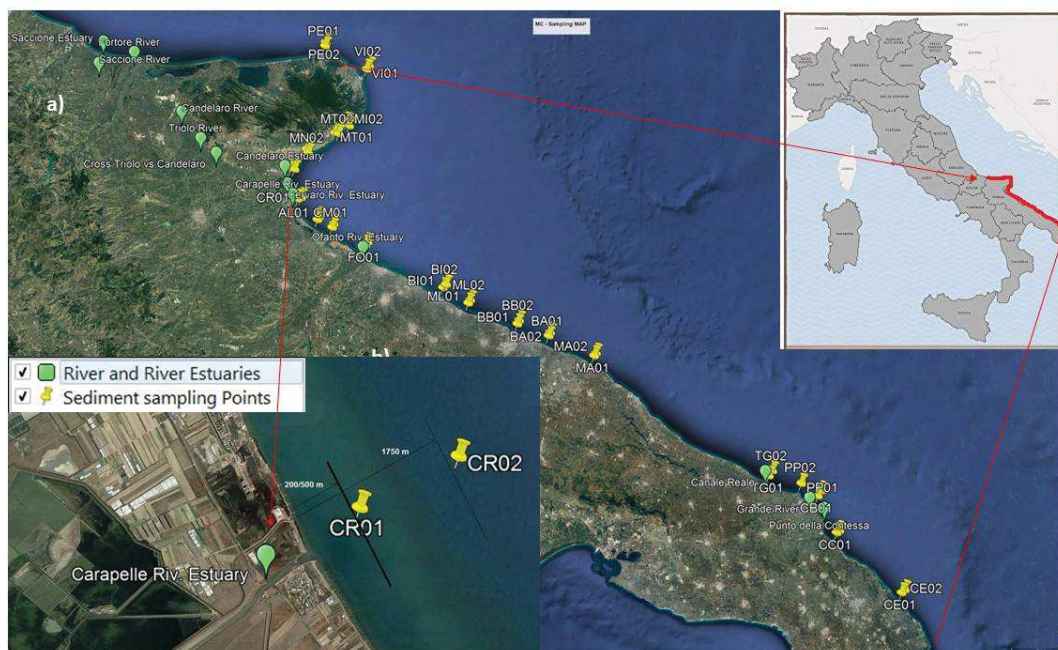 MC - Sampling MAP
Saccione Estuary
Fortore River
Saccione River
a)
Candelaro River
Triolo River
Cross Triolo vs Candelaro
PE01
PE02
VI02
VI01
MT02
MI02
MT01
MN02
Candelaro Estuary
Carapelle Riv. Estuary
CR01
AL01
CM01
Ofanto Riv. Estuary
FO01
BI02
BI01
ML02
ML01
BB02
BB01
BA01
BA02
MA02
MA01
TG02
Canale Reale
TG01
PP02
PP01
CB01
Grande River
Punto della Contessa
CC01
CE02
CE01
River and River Estuaries
Sediment sampling Points
1750 m
200/500 m
CR02
CR01
Carapelle Riv. Estuary